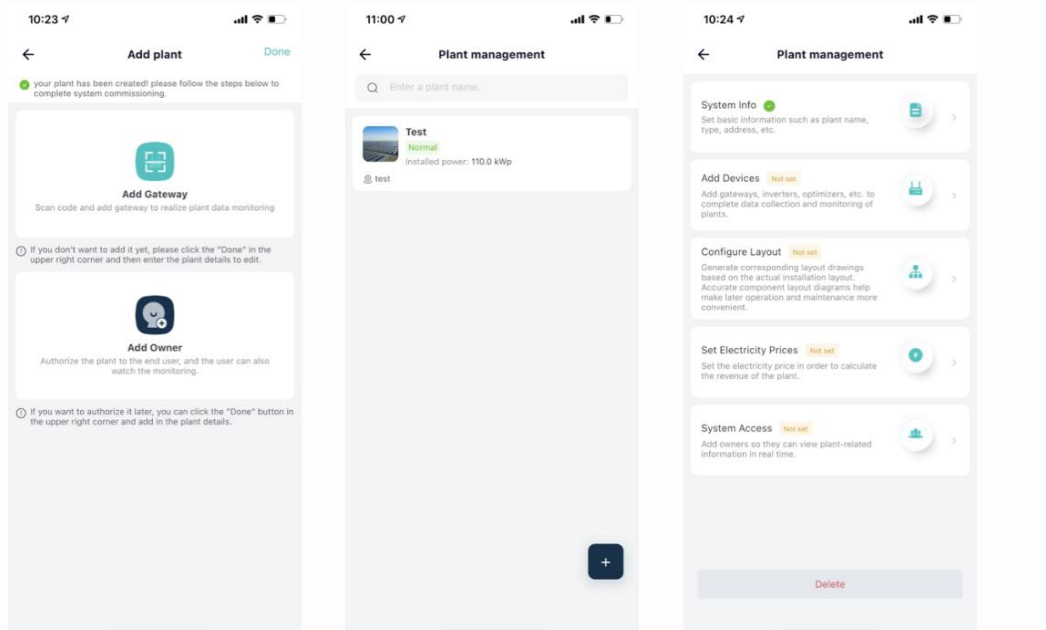 10:23
Add plant
Done
your plant has been created! please follow the steps below to
complete system commissioning.
Add Gateway
Scan code and add gateway to realize plant data monitoring
If you don't want to add it yet, please click the "Done" in the
upper right corner and then enter the plant details to edit.
Add Owner
Authorize the plant to the end user, and the user can also
watch the monitoring.
If you want to authorize it later, you can click the "Done" button in
the upper right corner and add in the plant details.
11:00
Plant management
Enter a plant name.
Test
Normal
Installed power: 110.0 kWp
test
+
10:24
Plant management
System Info
Set basic information such as plant name,
type, address, etc.
Add Devices Not set
Add gateways, inverters, optimizers, etc. to
complete data collection and monitoring of
plants.
Configure Layout Not set
Generate corresponding layout drawings
based on the actual installation layout.
Accurate component layout diagrams help
make later operation and maintenance more
convenient.
Set Electricity Prices Not set
Set the electricity price in order to calculate
the revenue of the plant.
System Access Not set
Add owners so they can view plant-related
information in real time.
Delete